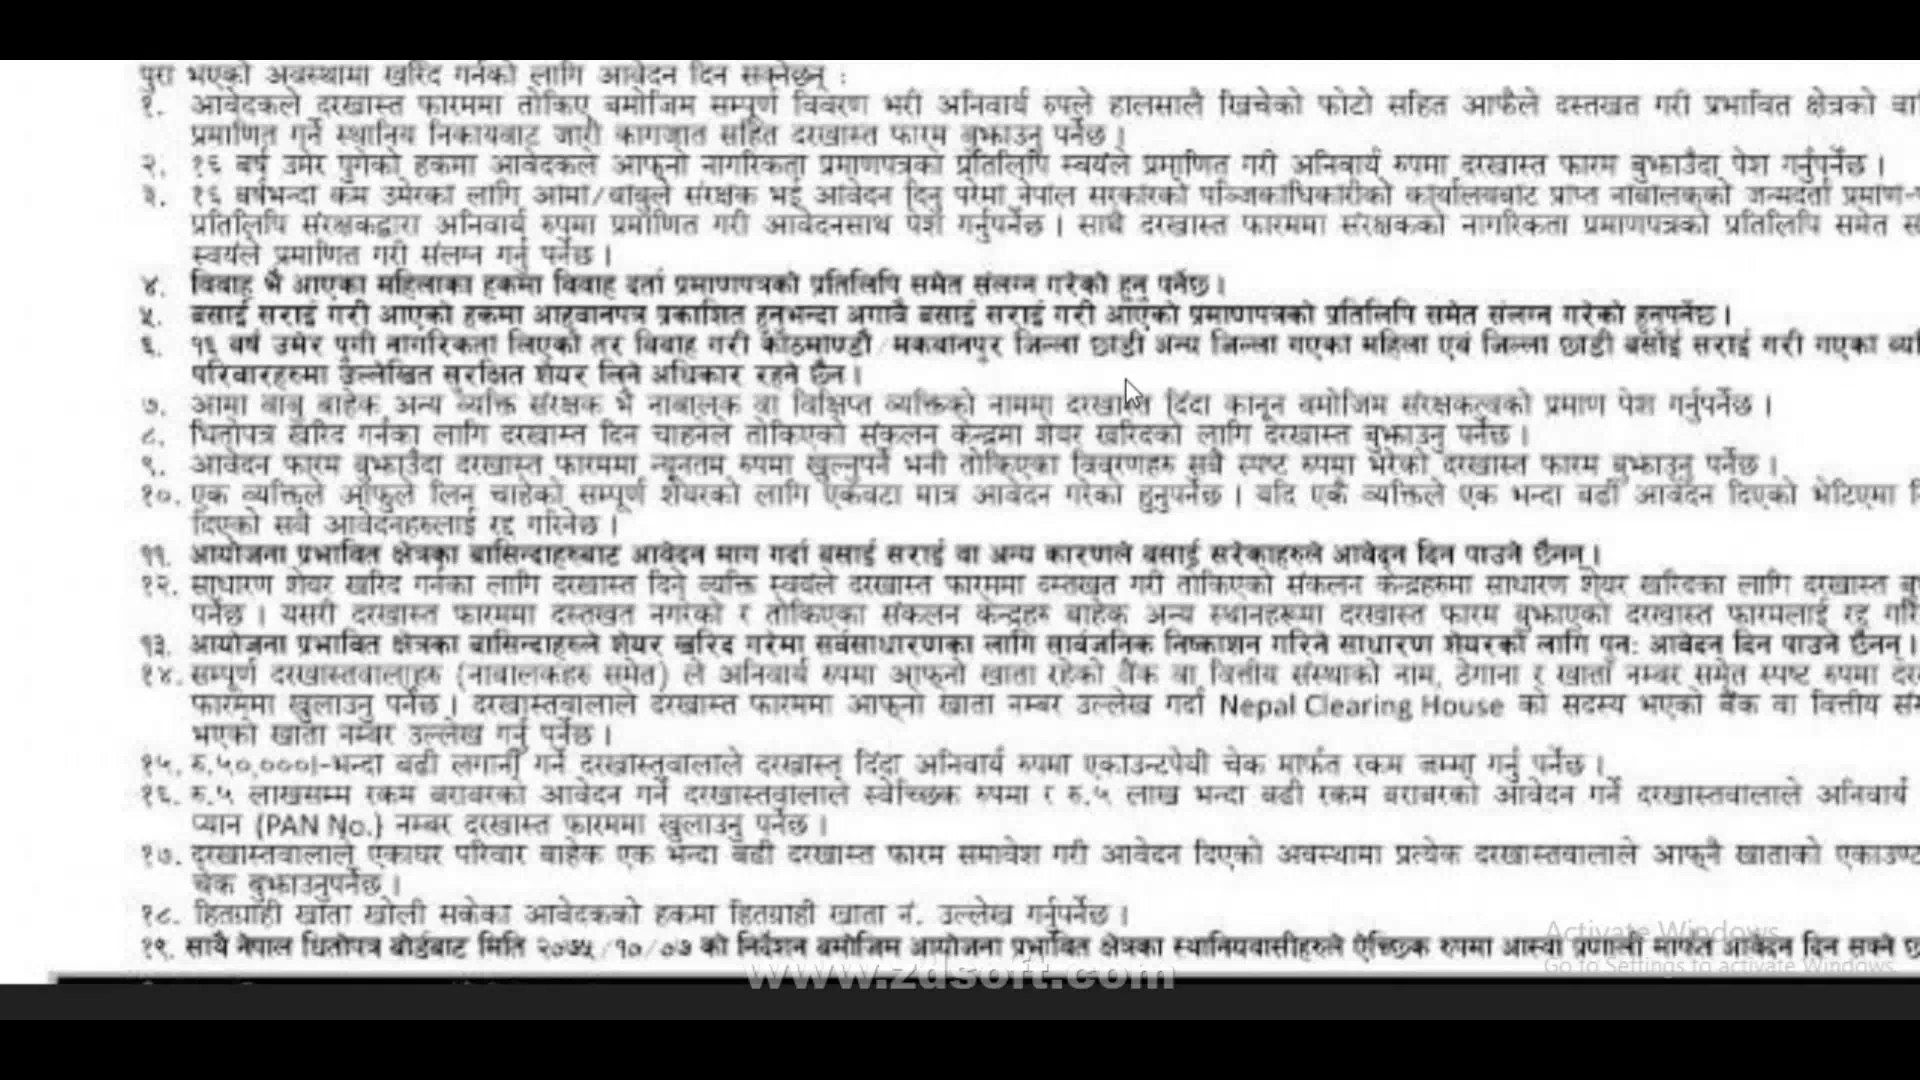 पुरा भएको अवस्थामा खरिद गर्नको लागि आवेदन दिन सक्नेछन् :
१. आवेदकले दरखास्त फारममा तोकिए बमोजिम सम्पूर्ण विवरण भरी अनिवार्य रुपले हालसालै खिचेको फोटो सहित आफैले दस्तखत गरी प्रभावित क्षेत्रको
प्रमाणित गर्ने स्थानिय निकायबाट जारी कागजात सहित दरखास्त फारम बुझाउनु पर्नेछ ।
२. १६ बर्ष उमेर पुगेको हकमा आवेदकले आफ्नो नागरिकता प्रमाणपत्रको प्रतिलिपि स्वयंले प्रमाणित गरी अनिवार्य रुपमा दरखास्त फारम बुझाउँदा पेश गर्नुपर्नेछ ।
३. १६ बर्षभन्दा कम उमेरका लागि आमा/बाबुले संरक्षक भई आवेदन दिनु परेमा नेपाल सरकारको पञ्जिकाधिकारीको कार्यालयबाट प्राप्त नाबालकको जन्मदर्ता प्रमाण-
प्रतिलिपि संरक्षकद्वारा अनिवार्य रुपमा प्रमाणित गरी आवेदनसाथ पेश गर्नुपर्नेछ । साथै दरखास्त फारममा संरक्षकको नागरिकता प्रमाणपत्रको प्रतिलिपि समेत
स्वयंले प्रमाणित गरी संलग्न गर्नु पर्नेछ ।
४. विवाह भै आएका महिलाका हकमा विवाह दर्ता प्रमाणपत्रको प्रतिलिपि समेत संलग्न गरेको हुनु पर्नेछ ।
५. बसाई सराई गरी आएको हकमा आह्वानपत्र प्रकाशित हुनुभन्दा अगावै बसाई सराई गरी आएको प्रमाणपत्रको प्रतिलिपि समेत संलग्न गरेको हुनुपर्नेछ ।
६. १६ बर्ष उमेर पुगी नागरिकता लिएको तर विवाह गरी काठमाण्डौ/मकवानपुर जिल्ला छाडी अन्य जिल्ला गएका महिला एवं जिल्ला छाडी बसाई सराई गरी गएका
परिवारहरुमा उल्लेखित सुरक्षित शेयर लिने अधिकार रहने छैन ।
७. आमा बाबु बाहेक अन्य व्यक्ति संरक्षक भै नाबालक वा विक्षिप्त व्यक्तिको नाममा दरखास्त दिंदा कानून बमोजिम संरक्षकत्वको प्रमाण पेश गर्नुपर्नेछ ।
८. धितोपत्र खरिद गर्नका लागि दरखास्त दिन चाहनेले तोकिएको संकलन केन्द्रमा शेयर खरिदको लागि दरखास्त बुझाउनु पर्नेछ ।
९. आवेदन फारम बुझाउँदा दरखास्त फारममा न्यूनतम रुपमा खुल्नुपर्ने भनी तोकिएका विवरणहरु सबै स्पष्ट रुपमा भरेको दरखास्त फारम बुझाउनु पर्नेछ ।
१०. एक व्यक्तिले आफुले लिन चाहेको सम्पूर्ण शेयरको लागि एकवटा मात्र आवेदन गरेको हुनुपर्नेछ । यदि एकै व्यक्तिले एक भन्दा बढी आवेदन दिएको भेटिएमा
दिएको सबै आवेदनहरुलाई रद्द गरिनेछ ।
११. आयोजना प्रभावित क्षेत्रका बासिन्दाहरुबाट आवेदन माग गर्दा बसाई सराई वा अन्य कारणले बसाई सरेकाहरुले आवेदन दिन पाउने छैनन् ।
१२. साधारण शेयर खरिद गर्नका लागि दरखास्त दिने व्यक्ति स्वयंले दरखास्त फारममा दस्तखत गरी तोकिएको संकलन केन्द्रहरुमा साधारण शेयर खरिदका लागि दरखास्त
पर्नेछ । यसरी दरखास्त फारममा दस्तखत नगरेको र तोकिएका संकलन केन्द्रहरु बाहेक अन्य स्थानहरूमा दरखास्त फारम बुझाएको दरखास्त फारमलाई रद्द
१३. आयोजना प्रभावित क्षेत्रका बासिन्दाहरुले शेयर खरिद गरेमा सर्वसाधारणका लागि सार्वजनिक निष्काशन गरिने साधारण शेयरको लागि पुनः आवेदन दिन पाउने छैनन् ।
१४. सम्पूर्ण दरखास्तवालाहरु (नाबालकहरु समेत) ले अनिवार्य रुपमा आफ्नो खाता रहेको बैंक वा वित्तीय संस्थाको नाम, ठेगाना र खाता नम्बर समेत स्पष्ट रुपमा
फारममा खुलाउनु पर्नेछ । दरखास्तवालाले दरखास्त फारममा आफ्नो खाता नम्बर उल्लेख गर्दा Nepal Clearing House को सदस्य भएको बैंक वा वित्तीय
भएको खाता नम्बर उल्लेख गर्नु पर्नेछ ।
१५. रु.५०,०००।-भन्दा बढी लगानी गर्ने दरखास्तवालाले दरखास्त दिंदा अनिवार्य रुपमा एकाउन्टपेयी चेक मार्फत रकम जम्मा गर्नु पर्नेछ ।
१६. रु.५ लाखसम्म रकम बराबरको आवेदन गर्ने दरखास्तवालाले स्वेच्छिक रुपमा र रु.५ लाख भन्दा बढी रकम बराबरको आवेदन गर्ने दरखास्तवालाले अनिवार्य
प्यान (PAN No.) नम्बर दरखास्त फारममा खुलाउनु पर्नेछ ।
१७. दरखास्तवालाले एकाघर परिवार बाहेक एक भन्दा बढी दरखास्त फारम समावेश गरी आवेदन दिएको अवस्थामा प्रत्येक दरखास्तवालाले आफ्नै खाताको
चेक बुझाउनुपर्नेछ ।
१८. हितग्राही खाता खोली सकेका आवेदकको हकमा हितग्राही खाता नं. उल्लेख गर्नुपर्नेछ ।
१९. साथै नेपाल धितोपत्र बोर्डबाट मिति २०७५/१०/०७ को निर्देशन बमोजिम आयोजना प्रभावित क्षेत्रका स्थानियवासीहरुले ऐच्छिक रुपमा आस्वा प्रणाली मार्फत आवेदन दिन सक्ने
Activate Windows
Go to Settings to activate Windows.
www.zdsoft.com